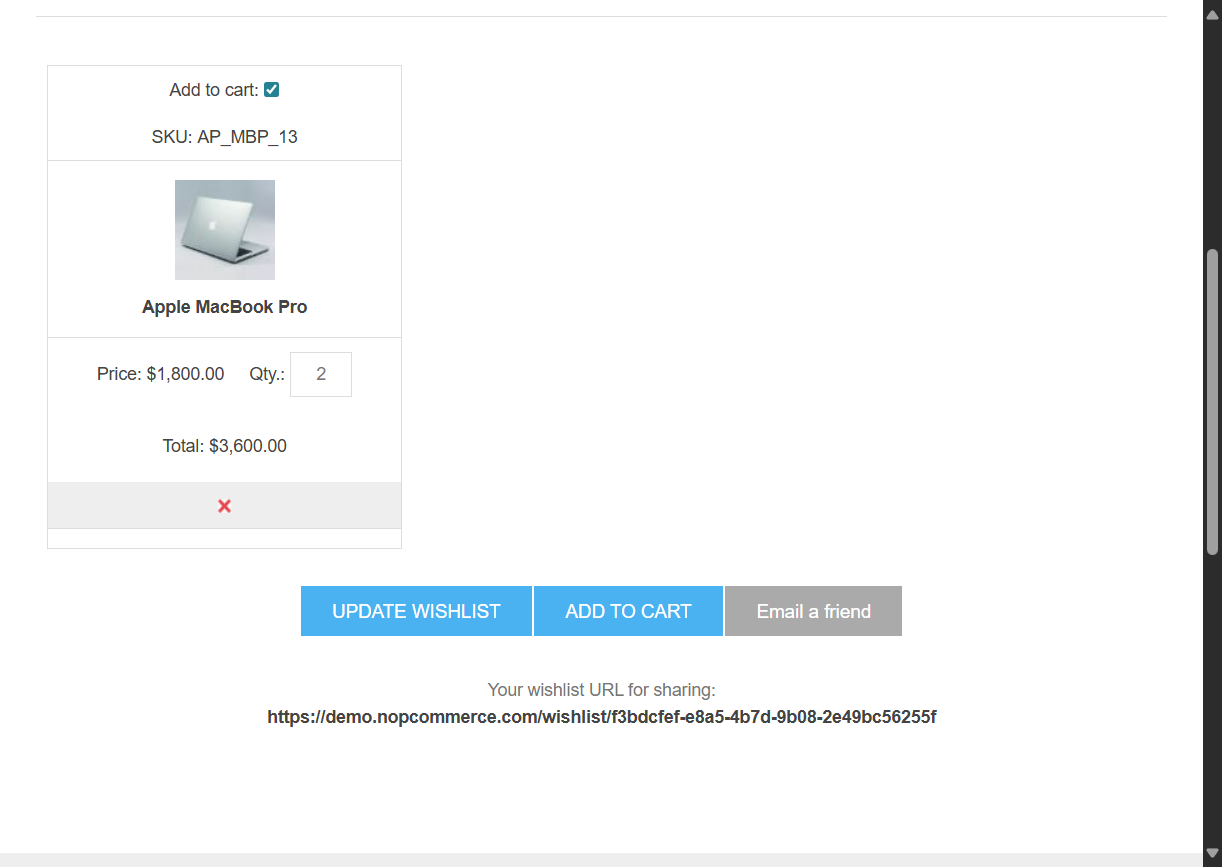 Add to cart:
SKU: AP_MBP_13
Apple MacBook Pro
Price: $1,800.00 Qty.: 2
Total: $3,600.00
UPDATE WISHLIST ADD TO CART Email a friend
Your wishlist URL for sharing:
https://demo.nopcommerce.com/wishlist/f3bdcfef-e8a5-4b7d-9b08-2e49bc56255f